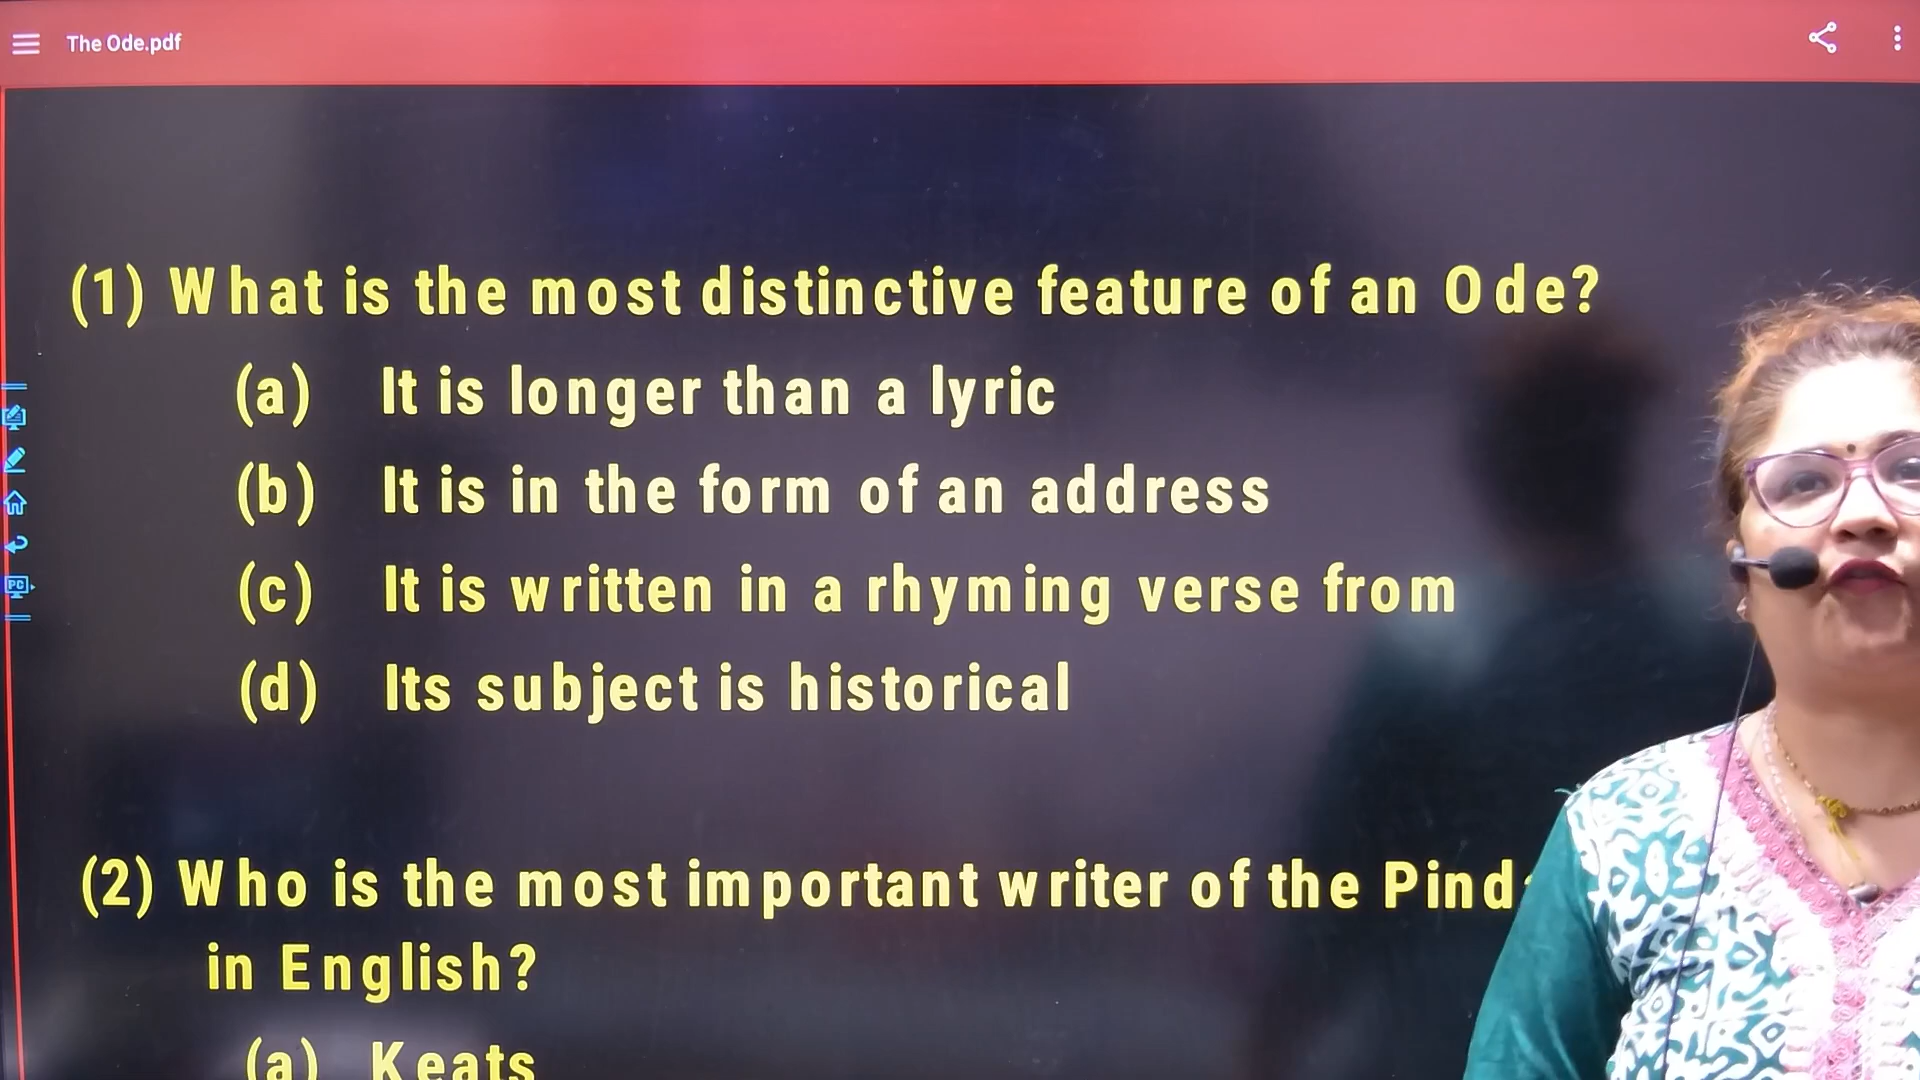 The Ode.pdf
(1) What is the most distinctive feature of an Ode?
(a) It is longer than a lyric
(b) It is in the form of an address
(c) It is written in a rhyming verse from
(d) Its subject is historical
(2) Who is the most important writer of the
in English?
(a) Keats
PC